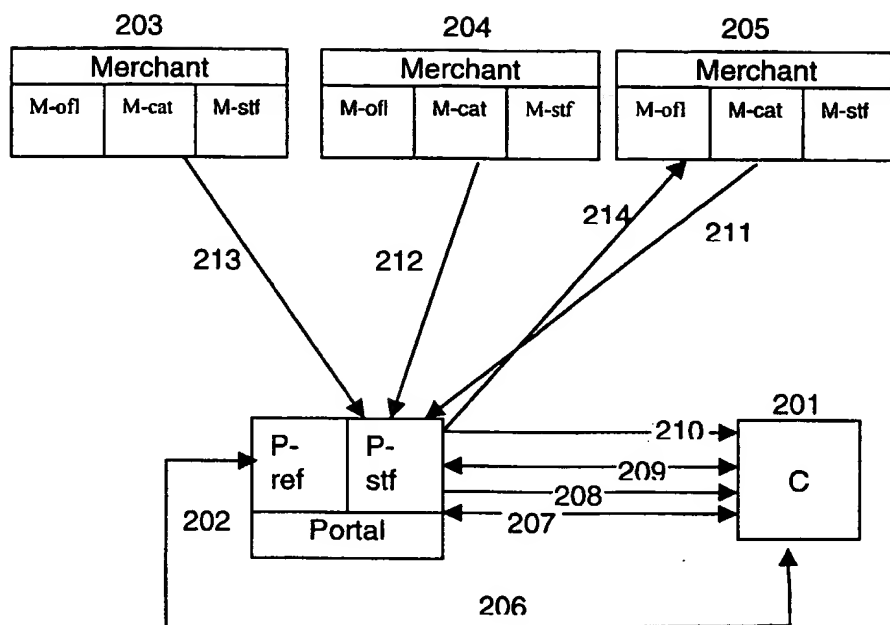 203 204 205
Merchant Merchant Merchant
M-ofl M-cat M-stf M-ofl M-cat M-stf M-ofl M-cat M-stf
214
211
213 212
201
P-ref P-stf
210
209
C
208
202
Portal
207
206